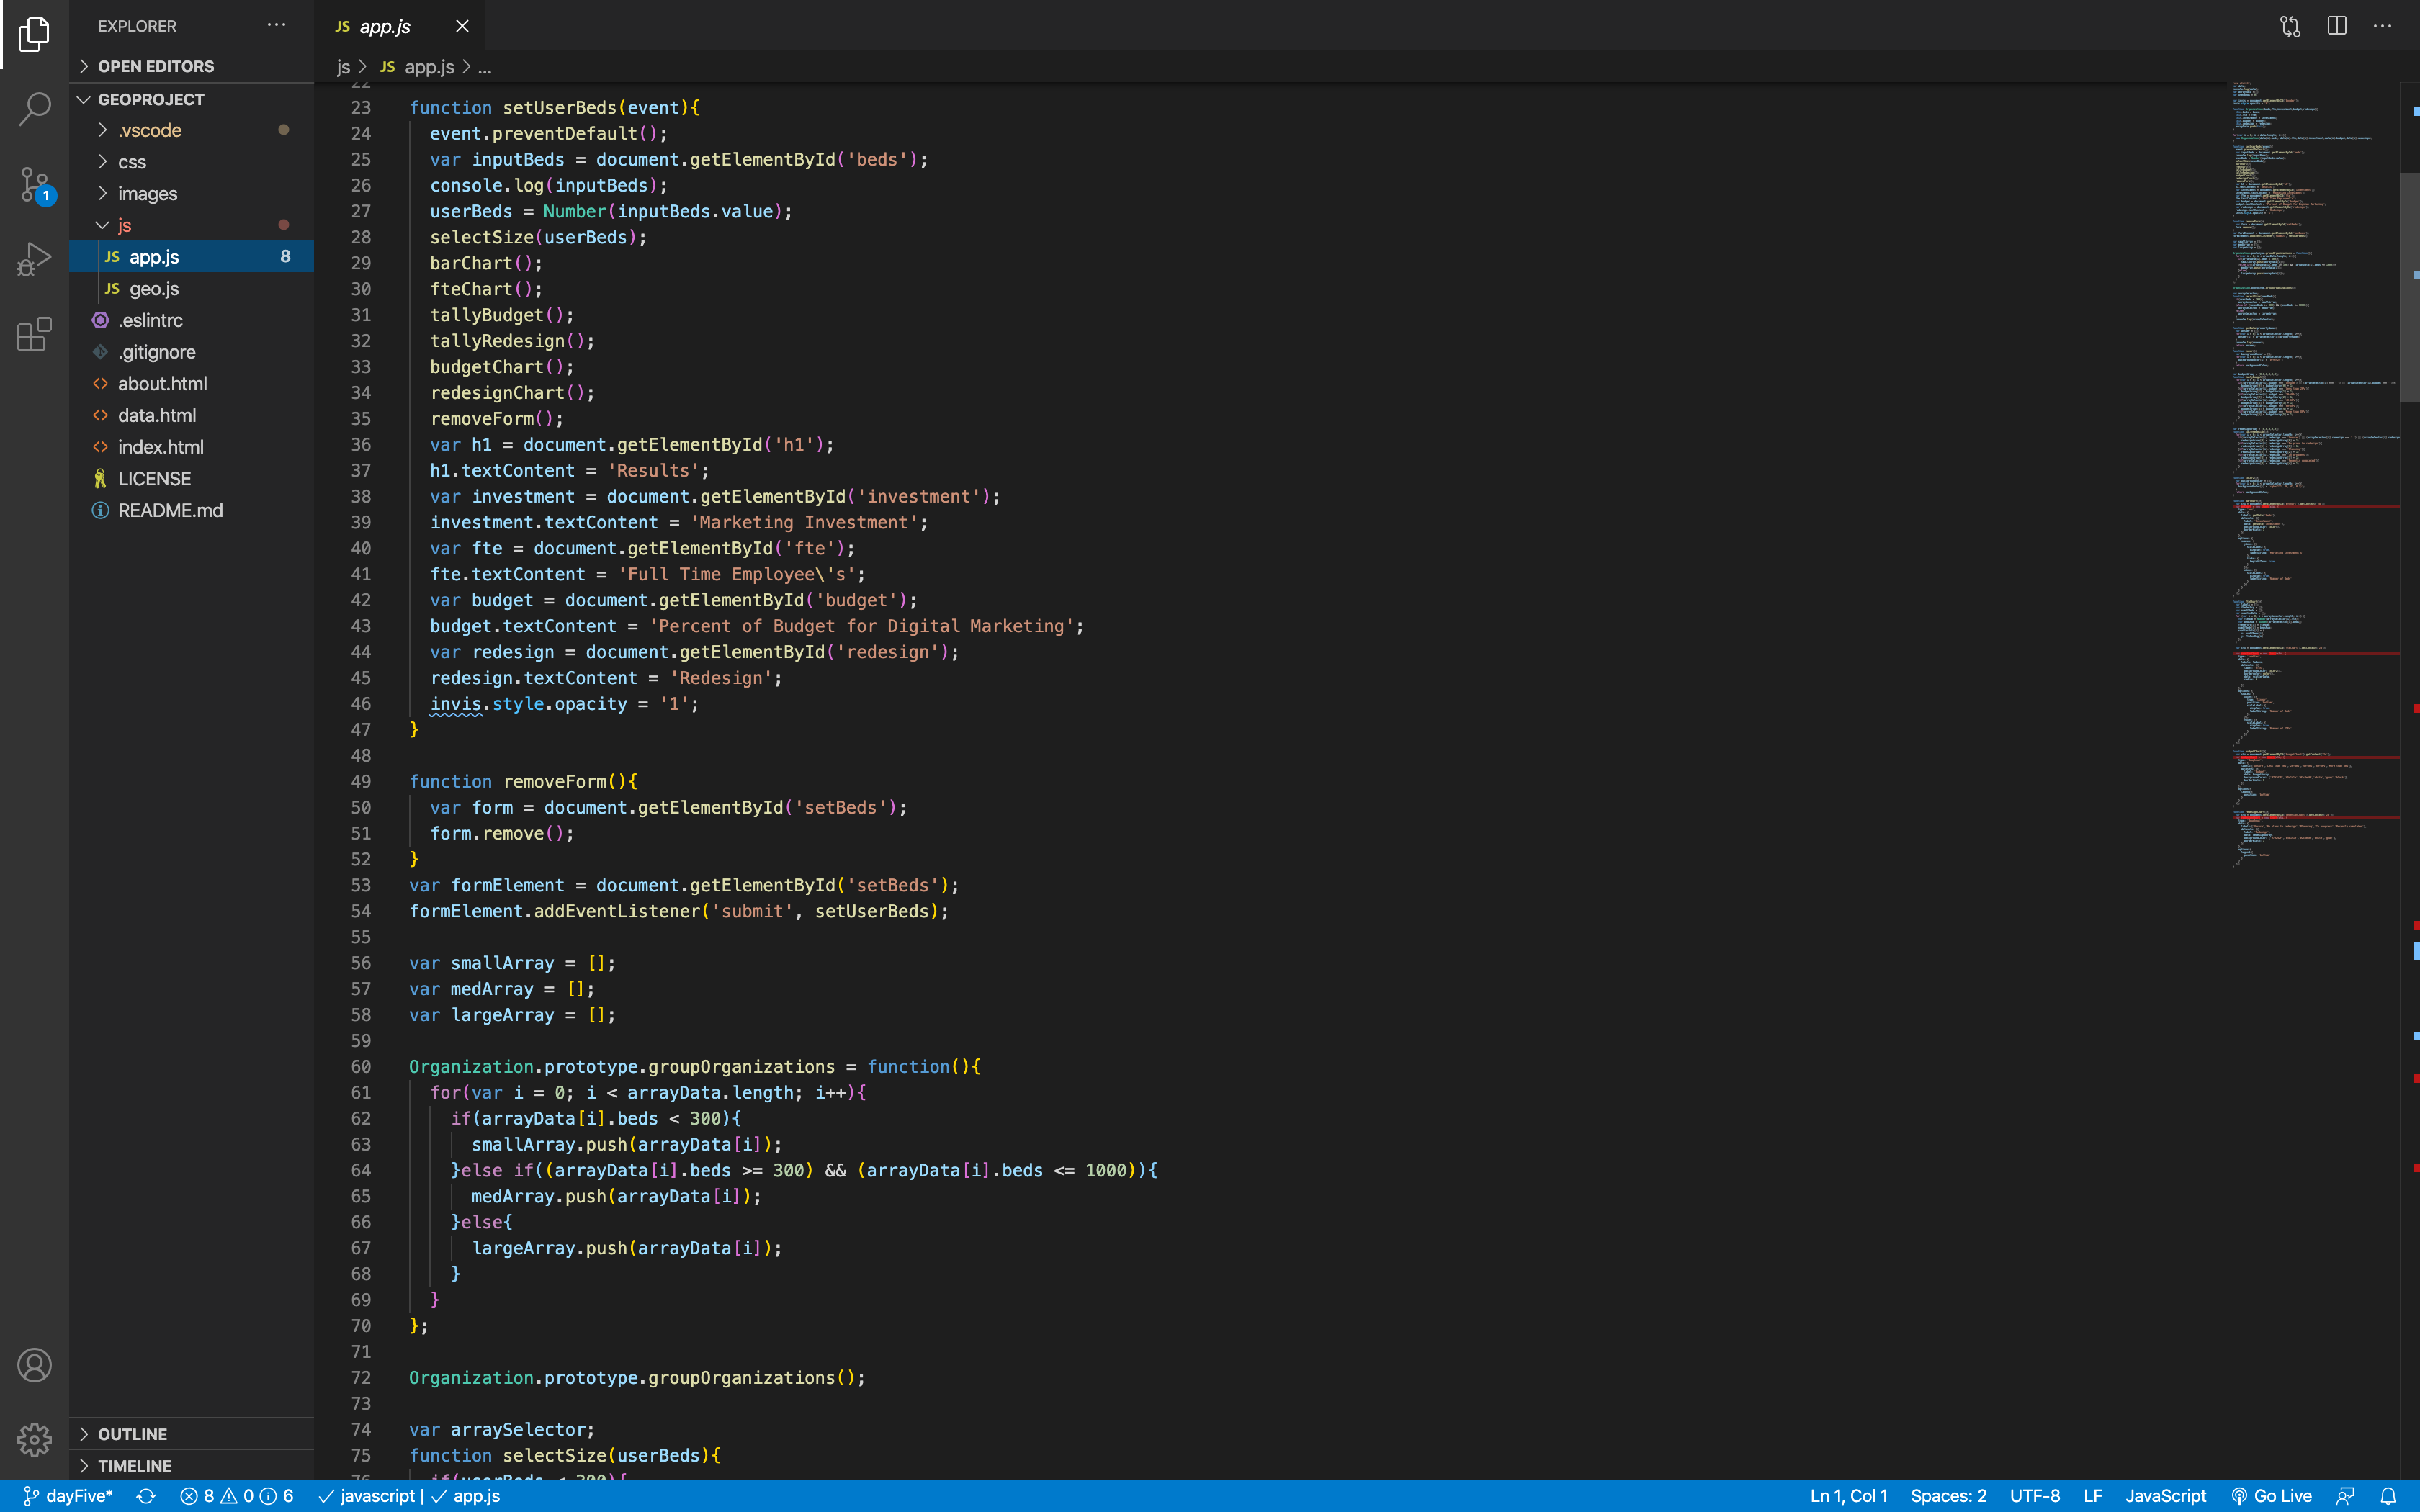 EXPLORER
OPEN EDITORS
GEOPROJECT
.vscode
css
images
js
JS app.js 8
JS geo.js
.eslintrc
.gitignore
about.html
data.html
index.html
LICENSE
README.md
OUTLINE
TIMELINE
1
JS app.js
js > JS app.js > ...
22
23 function setUserBeds(event){
24 event.preventDefault();
25 var inputBeds = document.getElementById('beds');
26 console.log(inputBeds);
27 userBeds = Number(inputBeds.value);
28 selectSize(userBeds);
29 barChart();
30 fteChart();
31 tallyBudget();
32 tallyRedesign();
33 budgetChart();
34 redesignChart();
35 removeForm();
36 var h1 = document.getElementById('h1');
37 h1.textContent = 'Results';
38 var investment = document.getElementById('investment');
39 investment.textContent = 'Marketing Investment';
40 var fte = document.getElementById('fte');
41 fte.textContent = 'Full Time Employee\'s';
42 var budget = document.getElementById('budget');
43 budget.textContent = 'Percent of Budget for Digital Marketing';
44 var redesign = document.getElementById('redesign');
45 redesign.textContent = 'Redesign';
46 invis.style.opacity = '1';
47 }
48
49 function removeForm(){
50 var form = document.getElementById('setBeds');
51 form.remove();
52 }
53 var formElement = document.getElementById('setBeds');
54 formElement.addEventListener('submit', setUserBeds);
55
56 var smallArray = [];
57 var medArray = [];
58 var largeArray = [];
59
60 Organization.prototype.groupOrganizations = function(){
61 for(var i = 0; i < arrayData.length; i++){
62 if(arrayData[i].beds < 300){
63 smallArray.push(arrayData[i]);
64 }else if((arrayData[i].beds >= 300) && (arrayData[i].beds <= 1000)){
65 medArray.push(arrayData[i]);
66 }else{
67 largeArray.push(arrayData[i]);
68 }
69 }
70 };
71
72 Organization.prototype.groupOrganizations();
73
74 var arraySelector;
75 function selectSize(userBeds){
76 if(userBeds < 300){
dayFive* 8 0 6 javascript | app.js
Ln 1, Col 1 Spaces: 2 UTF-8 LF JavaScript Go Live